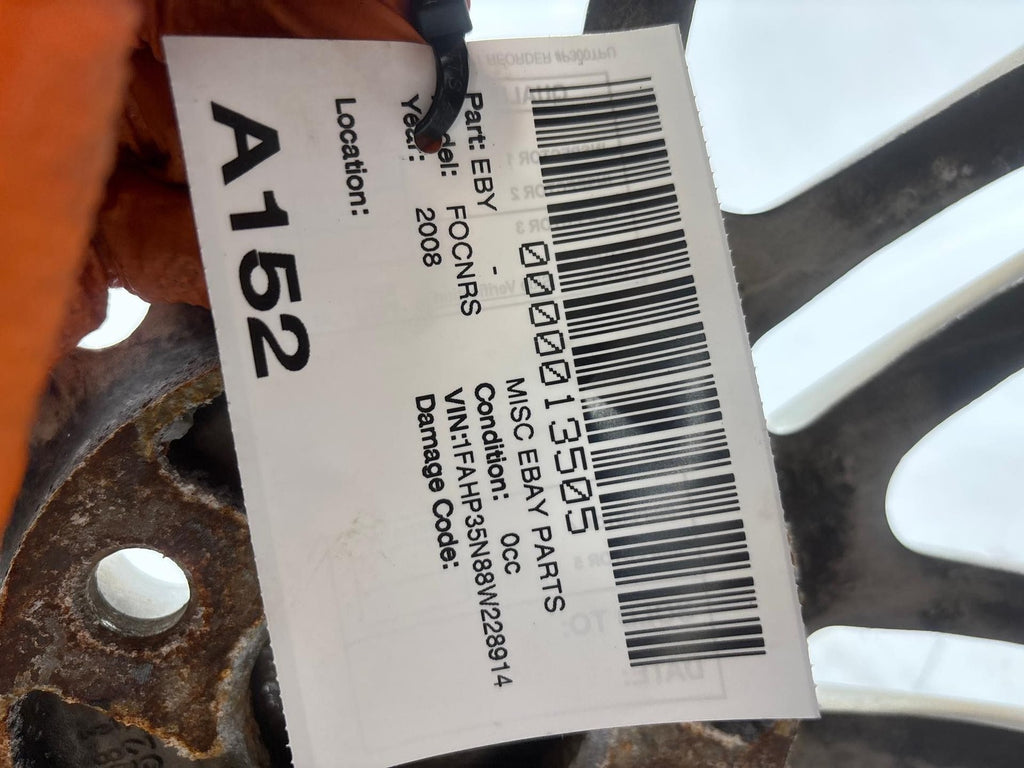 0000013505
MISC EBAY PARTS
Part: EBY -
Condition: 0cc
Model: FOCNRS
VIN:1FAHP35N88W228914
Year: 2008
Damage Code:
Location:
A152